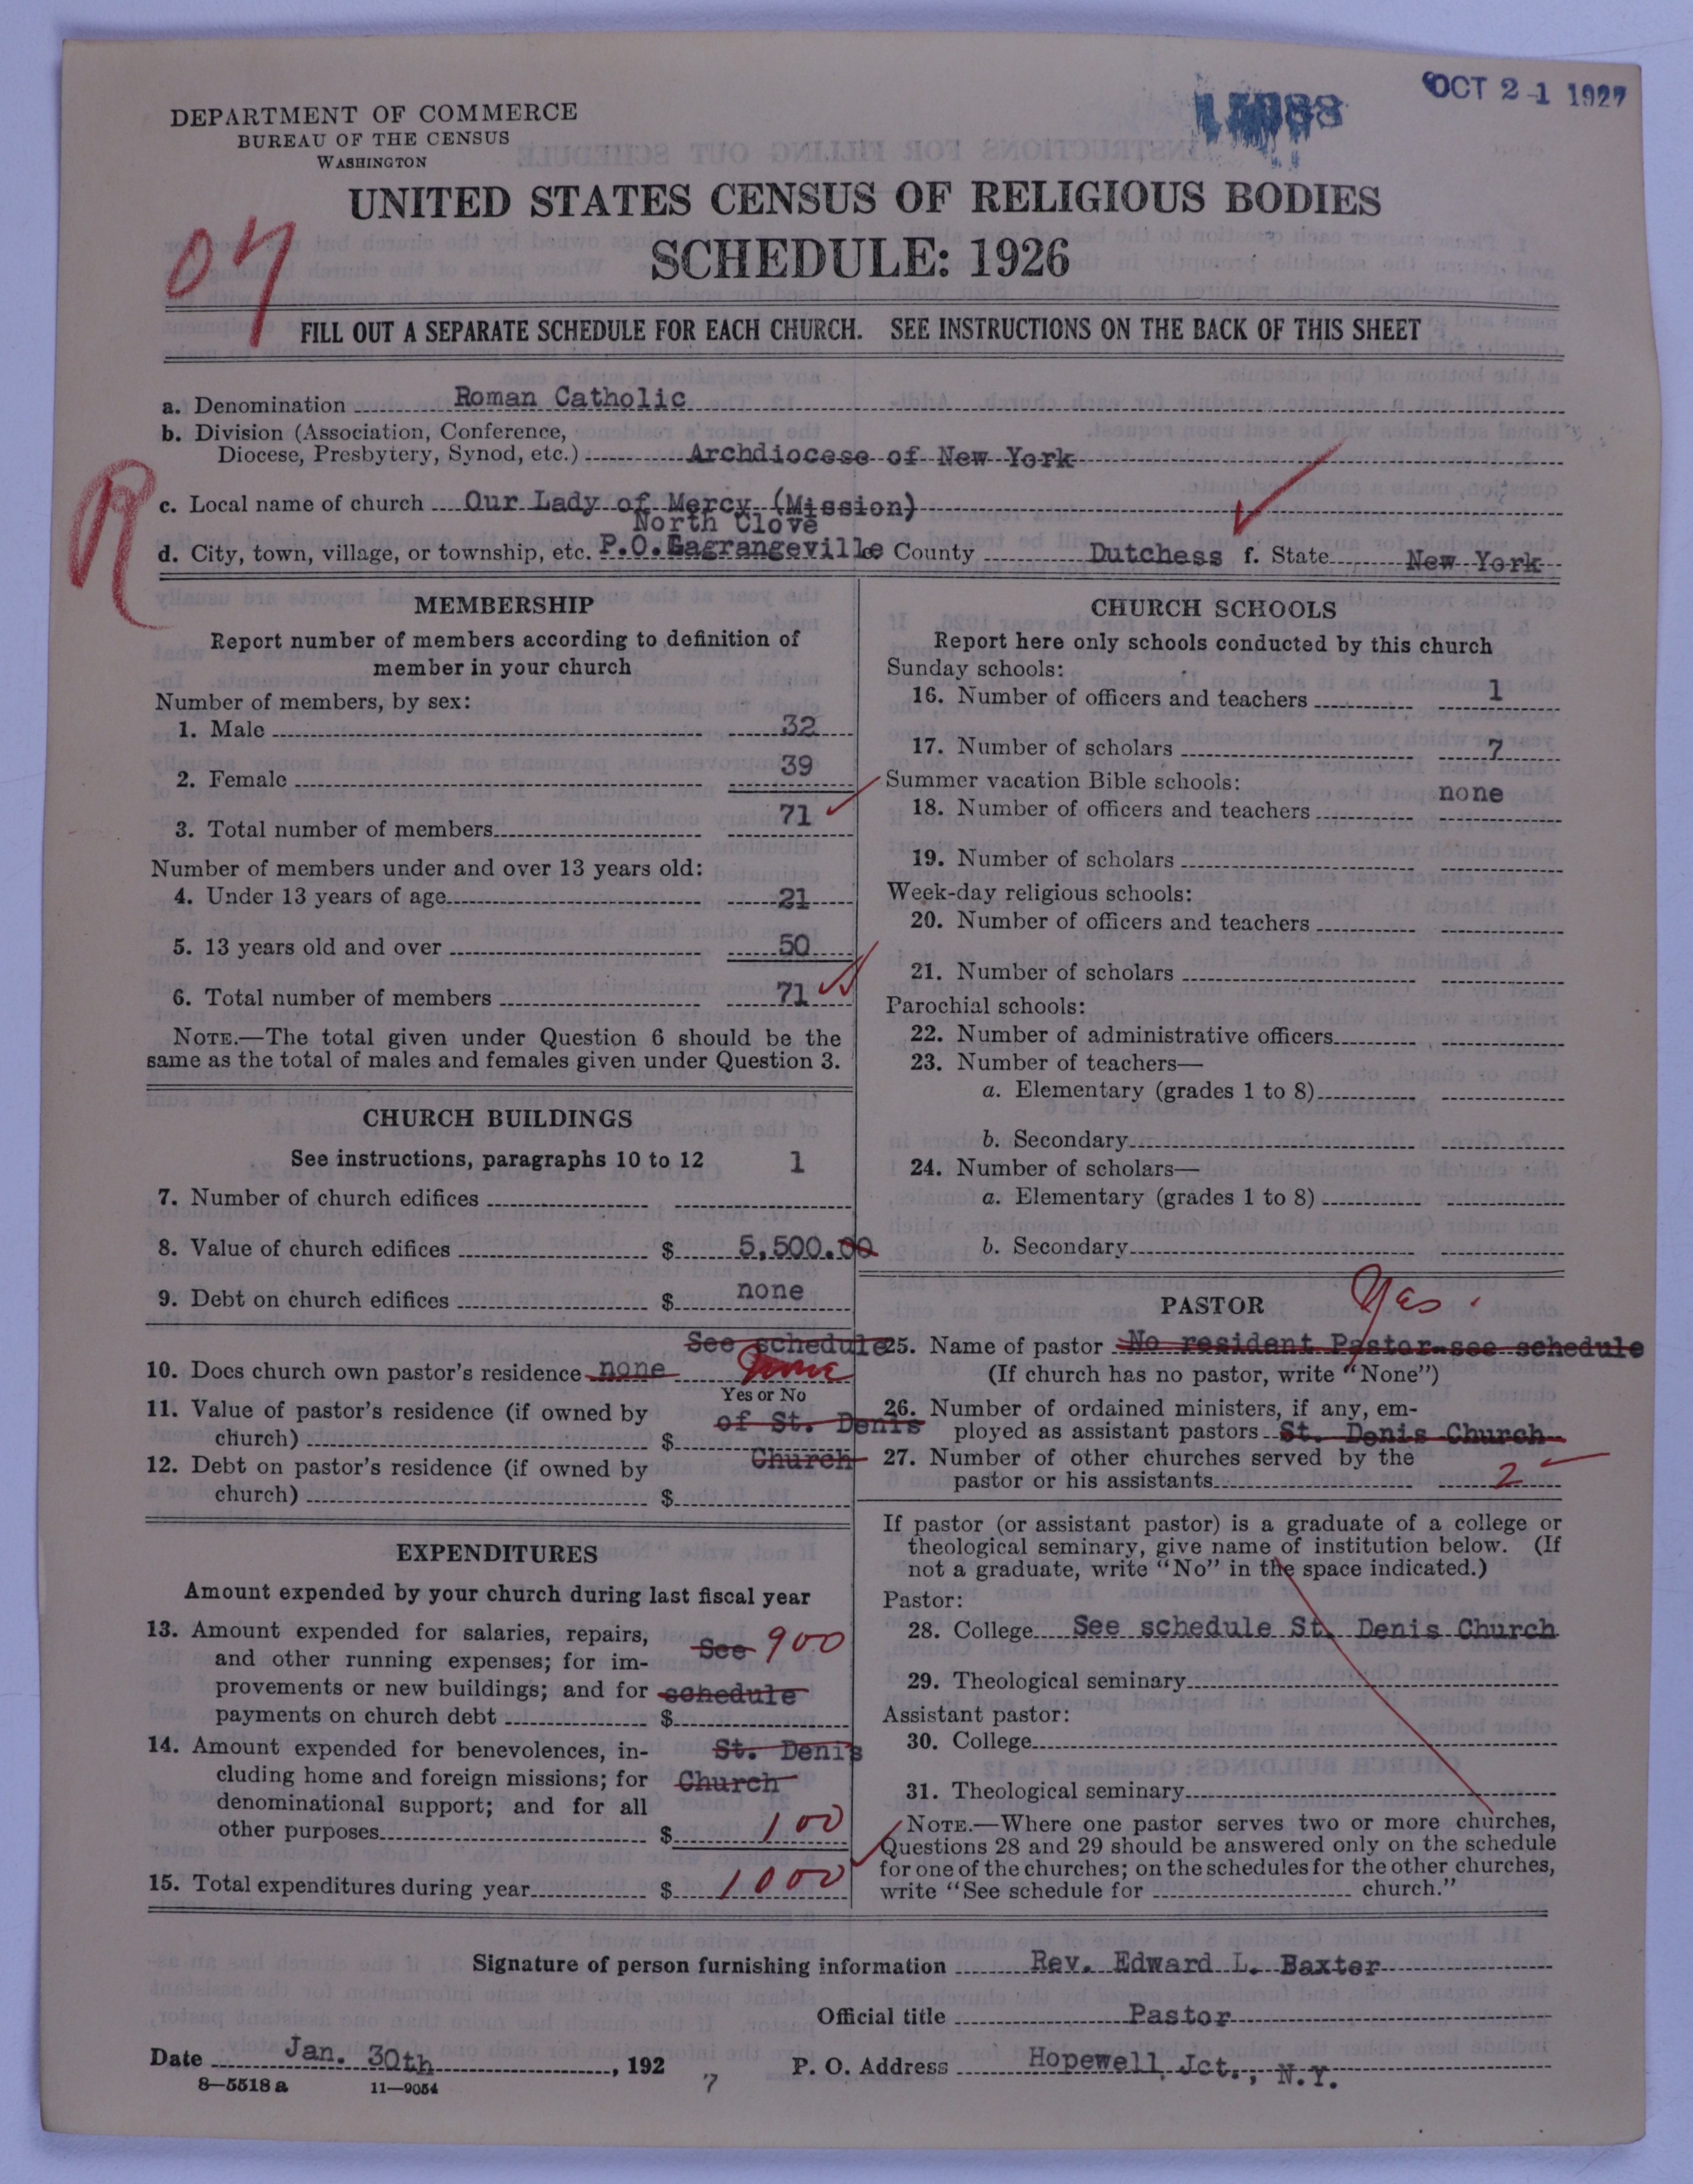 OCT 21 1927
DEPARTMENT OF COMMERCE
BUREAU OF THE CENSUS
WASHINGTON
UNITED STATES CENSUS OF RELIGIOUS BODIES
SCHEDULE: 1926
FILL OUT A SEPARATE SCHEDULE FOR EACH CHURCH. SEE INSTRUCTIONS ON THE BACK OF THIS SHEET
a. Denomination Roman Catholic
b. Division (Association, Conference,
Diocese, Presbytery, Synod, etc.) Archdiocese of New York
R
c. Local name of church Our Lady of Mercy (Mission)
North Clove
d. City, town, village, or township, etc. P.O. Lagrangeville County Dutchess f. State New York
MEMBERSHIP
Report number of members according to definition of
member in your church
Number of members, by sex:
1. Male 32
2. Female 39
3. Total number of members 71
Number of members under and over 13 years old:
4. Under 13 years of age 21
5. 13 years old and over 50
6. Total number of members 71
NOTE.—The total given under Question 6 should be the
same as the total of males and females given under Question 3.
CHURCH BUILDINGS
See instructions, paragraphs 10 to 12
7. Number of church edifices 1
8. Value of church edifices $ 5,500.00
9. Debt on church edifices $ none
See schedule
10. Does church own pastor's residence none none
Yes or No
11. Value of pastor's residence (if owned by
church) $ of St. Denis
12. Debt on pastor's residence (if owned by
church) $ Church
EXPENDITURES
Amount expended by your church during last fiscal year
13. Amount expended for salaries, repairs,
and other running expenses; for im-
provements or new buildings; and for
payments on church debt $ See 900
schedule
14. Amount expended for benevolences, in-
cluding home and foreign missions; for
denominational support; and for all
other purposes $ 100
St. Denis
Church
15. Total expenditures during year $ 1000
CHURCH SCHOOLS
Report here only schools conducted by this church
Sunday schools:
16. Number of officers and teachers 1
17. Number of scholars 7
Summer vacation Bible schools:
18. Number of officers and teachers none
19. Number of scholars
Week-day religious schools:
20. Number of officers and teachers
21. Number of scholars
Parochial schools:
22. Number of administrative officers
23. Number of teachers—
a. Elementary (grades 1 to 8)
b. Secondary
24. Number of scholars—
a. Elementary (grades 1 to 8)
b. Secondary
PASTOR
Yes
25. Name of pastor No resident Pastor-see schedule
(If church has no pastor, write "None")
26. Number of ordained ministers, if any, em-
ployed as assistant pastors St. Denis Church
27. Number of other churches served by the
pastor or his assistants 2
If pastor (or assistant pastor) is a graduate of a college or
theological seminary, give name of institution below. (If
not a graduate, write "No" in the space indicated.)
Pastor:
28. College See schedule St. Denis Church
29. Theological seminary
Assistant pastor:
30. College
31. Theological seminary
NOTE.—Where one pastor serves two or more churches,
Questions 28 and 29 should be answered only on the schedule
for one of the churches; on the schedules for the other churches,
write "See schedule for church."
Signature of person furnishing information Rev. Edward L. Baxter
Official title Pastor
Date Jan. 30th, 1927 P. O. Address Hopewell Jct., N.Y.
8—5518 a 11—9054